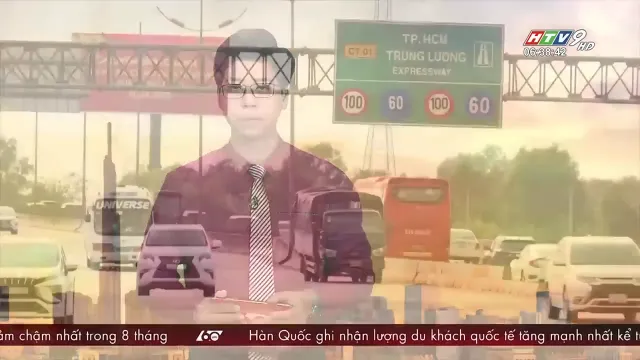 HTV9 HD
06:38:42
CT 01
TP. HCM
TRUNG LƯƠNG
EXPRESSWAY
100 60 100 60
UNIVERSE
ảm chậm nhất trong 8 tháng
Hàn Quốc ghi nhận lượng du khách quốc tế tăng mạnh nhất kể t